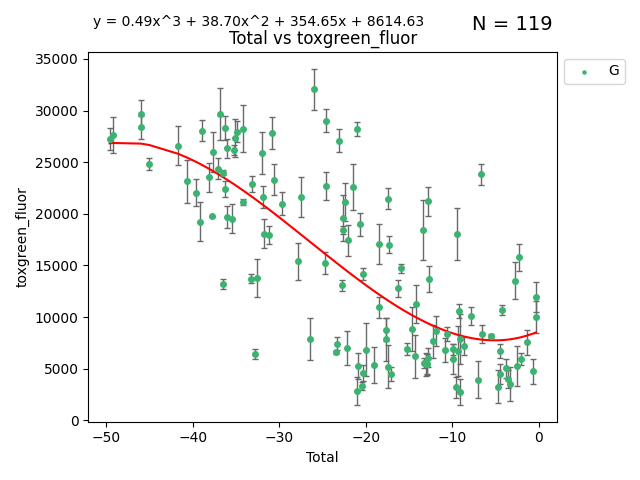 y = 0.49x^3 + 38.70x^2 + 354.65x + 8614.63
N = 119
Total vs toxgreen_fluor
G
toxgreen_fluor
35000
30000
25000
20000
15000
10000
5000
0
−50
−40
−30
−20
−10
0
Total